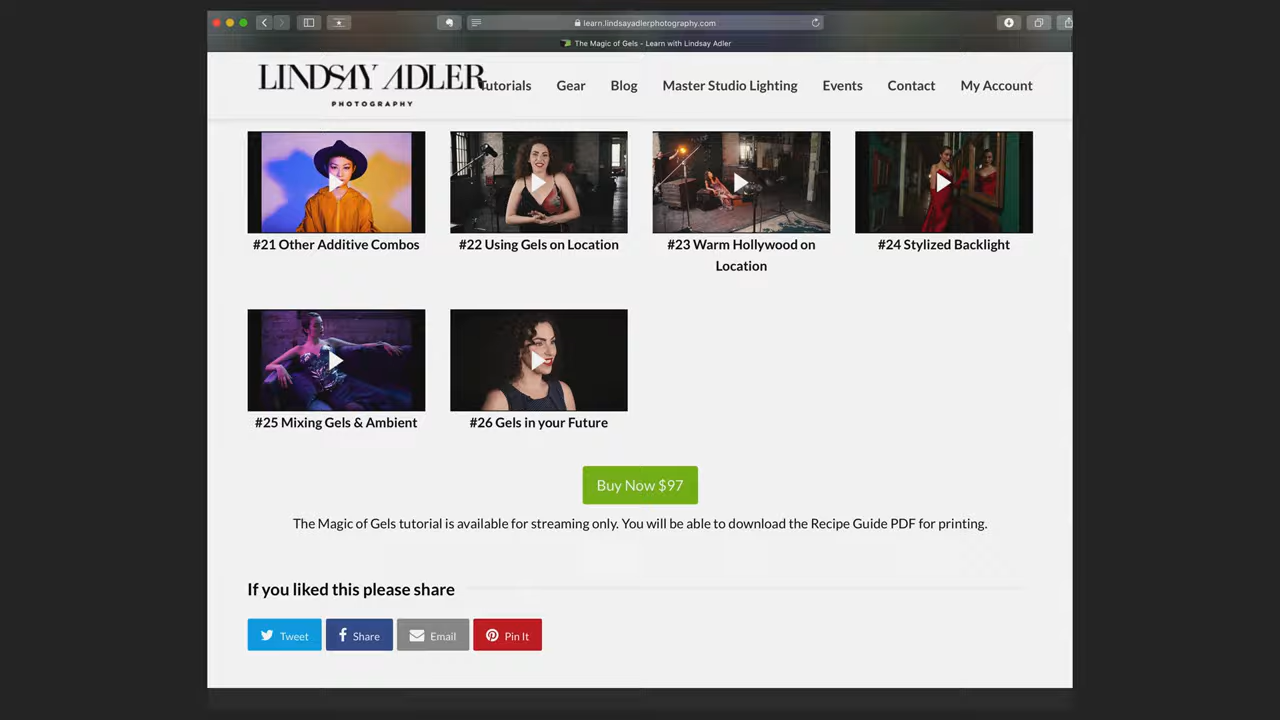 learn.lindsayadlerphotography.com
The Magic of Gels - Learn with Lindsay Adler
LINDSAY ADLER
PHOTOGRAPHY
Tutorials
Gear
Blog
Master Studio Lighting
Events
Contact
My Account
#21 Other Additive Combos
#22 Using Gels on Location
#23 Warm Hollywood on
Location
#24 Stylized Backlight
#25 Mixing Gels & Ambient
#26 Gels in your Future
Buy Now $97
The Magic of Gels tutorial is available for streaming only. You will be able to download the Recipe Guide PDF for printing.
If you liked this please share
Tweet
Share
Email
Pin It